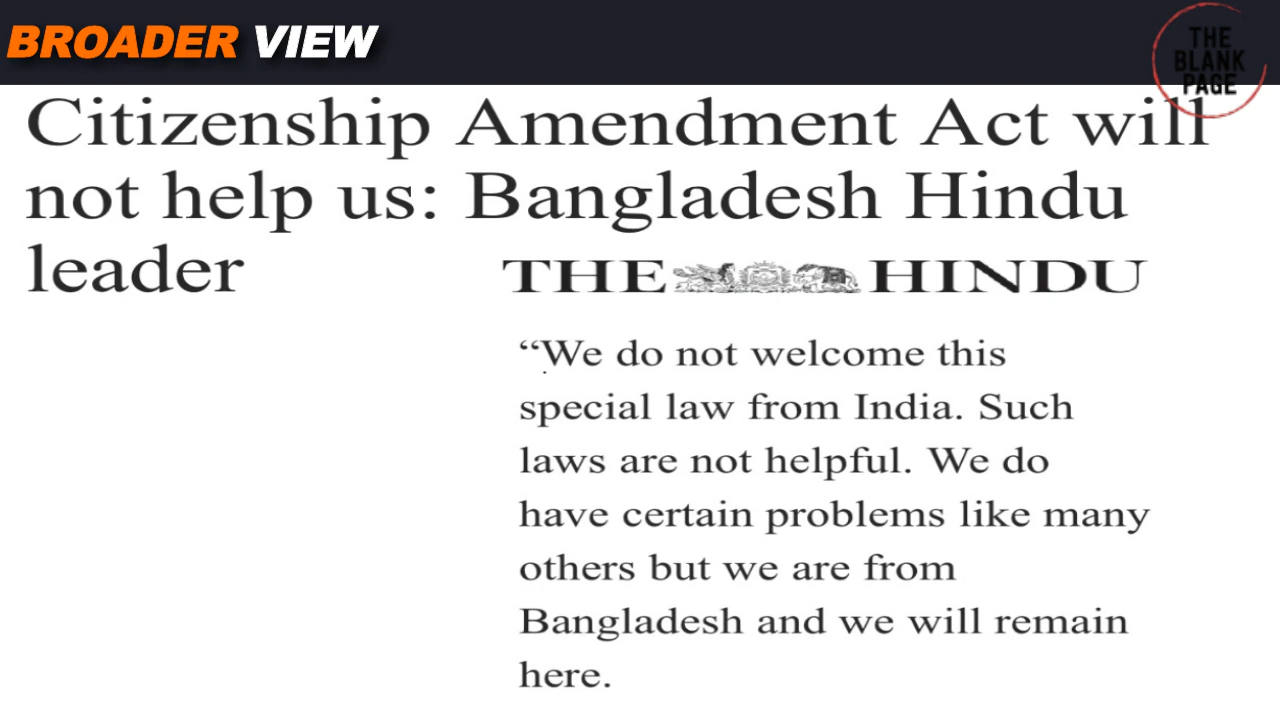 BROADER VIEW
THE
BLANK
PAGE
Citizenship Amendment Act will
not help us: Bangladesh Hindu
leader
THE HINDU
“We do not welcome this
special law from India. Such
laws are not helpful. We do
have certain problems like many
others but we are from
Bangladesh and we will remain
here.